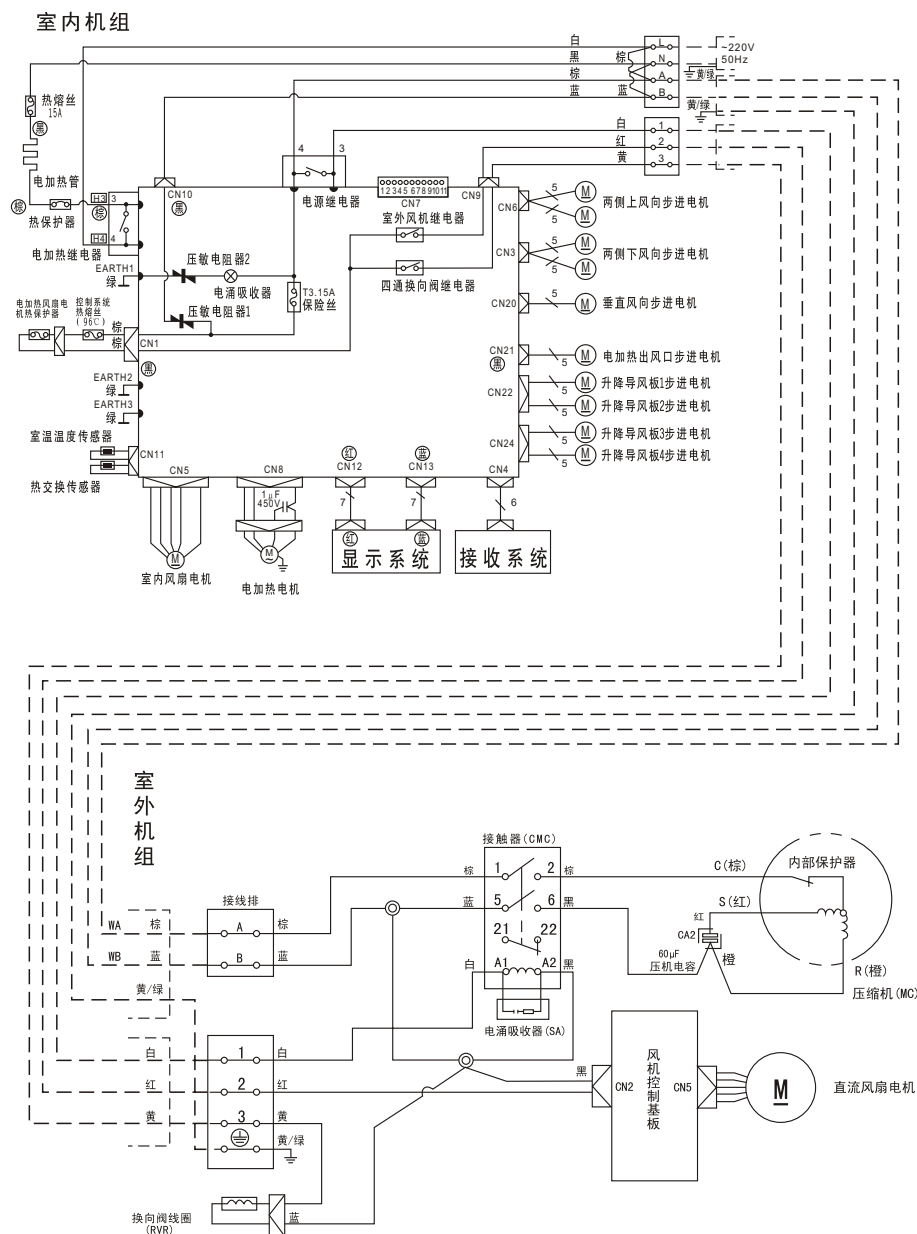 室内机组
白
黑
棕
蓝
棕
蓝
L
N
A
B
~220V
50Hz
黄/绿
黄/绿
热熔丝
15A
黑
电加热管
棕
热保护器
H3 3
棕
H4 4
电加热继电器
4 3
电源继电器
白
红
黄
1
2
3
CN10
黑
1 2 3 4 5 6 7 8 9 10 11
CN7
CN9
室外风机继电器
四通换向阀继电器
压敏电阻器2
电涌吸收器
T3.15A
保险丝
压敏电阻器1
EARTH1
绿
电加热风扇电
机热保护器
控制系统
热熔丝
(96℃)
棕
棕
CN1
黑
EARTH2
绿
EARTH3
绿
室温温度传感器
CN11
热交换传感器
CN6
5
M
5
M
两侧上风向步进电机
CN3
5
M
5
M
两侧下风向步进电机
CN20
5
M
垂直风向步进电机
CN21
黑
5
M
电加热出风口步进电机
CN22
5
M
升降导风板1步进电机
5
M
升降导风板2步进电机
CN24
5
M
升降导风板3步进电机
5
M
升降导风板4步进电机
CN5
M
室内风扇电机
CN8
1μF
450V
M
电加热电机
红
CN12
7
红
蓝
CN13
7
蓝
显示系统
CN4
6
接收系统
室外机组
接触器(CMC)
棕 1 2 棕
蓝 5 6 黑
21 22
白 A1 A2 黑
电涌吸收器(SA)
C(棕)
内部保护器
S(红)
红
CA2
60μF
压机电容
橙
R(橙)
压缩机(MC)
接线排
WA 棕 A 棕
WB 蓝 B 蓝
黄/绿
白 1 白
红 2 红
黄 3 黄
黄/绿
换向阀线圈
(RVR)
蓝
黑
CN2
风机控制基板
CN5
M
直流风扇电机